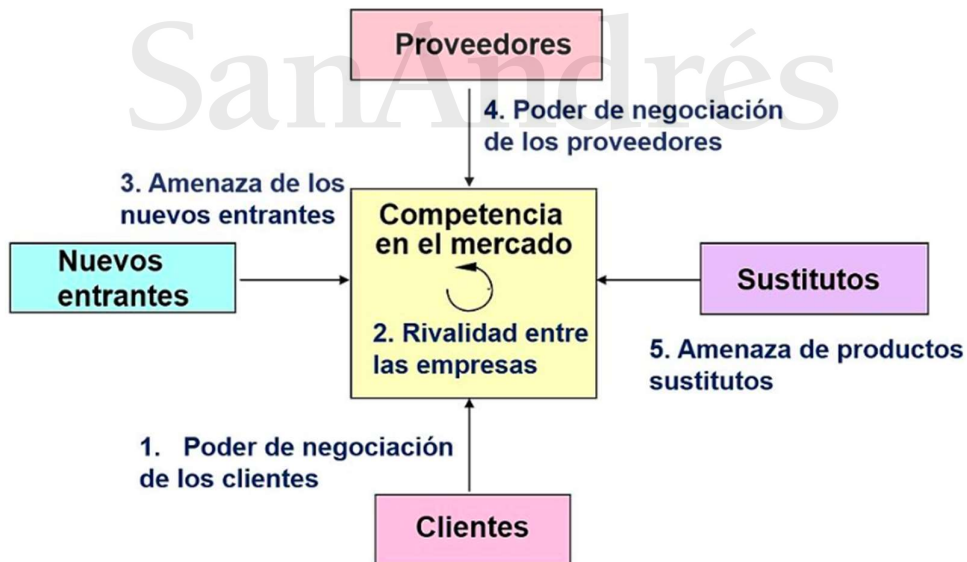 SanAndrés
Proveedores
4. Poder de negociación
de los proveedores
3. Amenaza de los
nuevos entrantes
Competencia
en el mercado
Nuevos
entrantes
Sustitutos
2. Rivalidad entre
las empresas
5. Amenaza de productos
sustitutos
1. Poder de negociación
de los clientes
Clientes